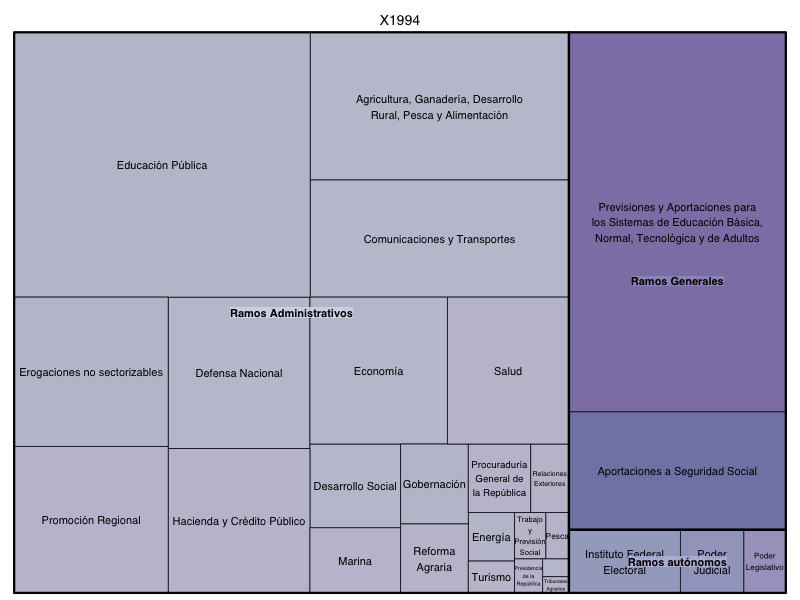 X1994
Educación Pública
Agricultura, Ganadería, Desarrollo
Rural, Pesca y Alimentación
Comunicaciones y Transportes
Previsiones y Aportaciones para
los Sistemas de Educación Básica,
Normal, Tecnológica y de Adultos
Ramos Generales
Ramos Administrativos
Erogaciones no sectorizables
Defensa Nacional
Economía
Salud
Promoción Regional
Hacienda y Crédito Público
Desarrollo Social
Gobernación
Procuraduría
General de
la República
Relaciones
Exteriores
Marina
Reforma
Agraria
Energía
Trabajo
y
Previsión
Social
Pesca
Turismo
Presidencia
de la
República
Tribunales
Agrarios
Aportaciones a Seguridad Social
Instituto Federal
Electoral
Poder
Judicial
Ramos autónomos
Poder
Legislativo